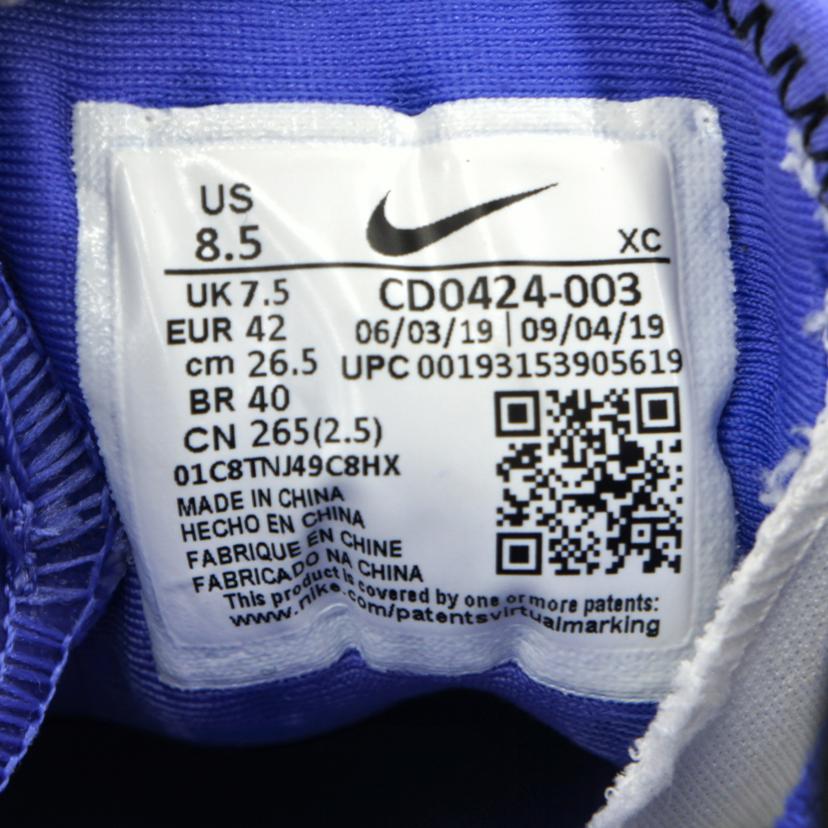 US
8.5
XC
UK 7.5
EUR 42
cm 26.5
BR 40
CN 265(2.5)
01C8TNJ49C8HX
CD0424-003
06/03/19 | 09/04/19
UPC 00193153905619
MADE IN CHINA
HECHO EN CHINA
FABRIQUE EN CHINE
FABRICADO NA CHINA
This product is covered by one or more patents:
www.nike.com/patentsvirtualmarking